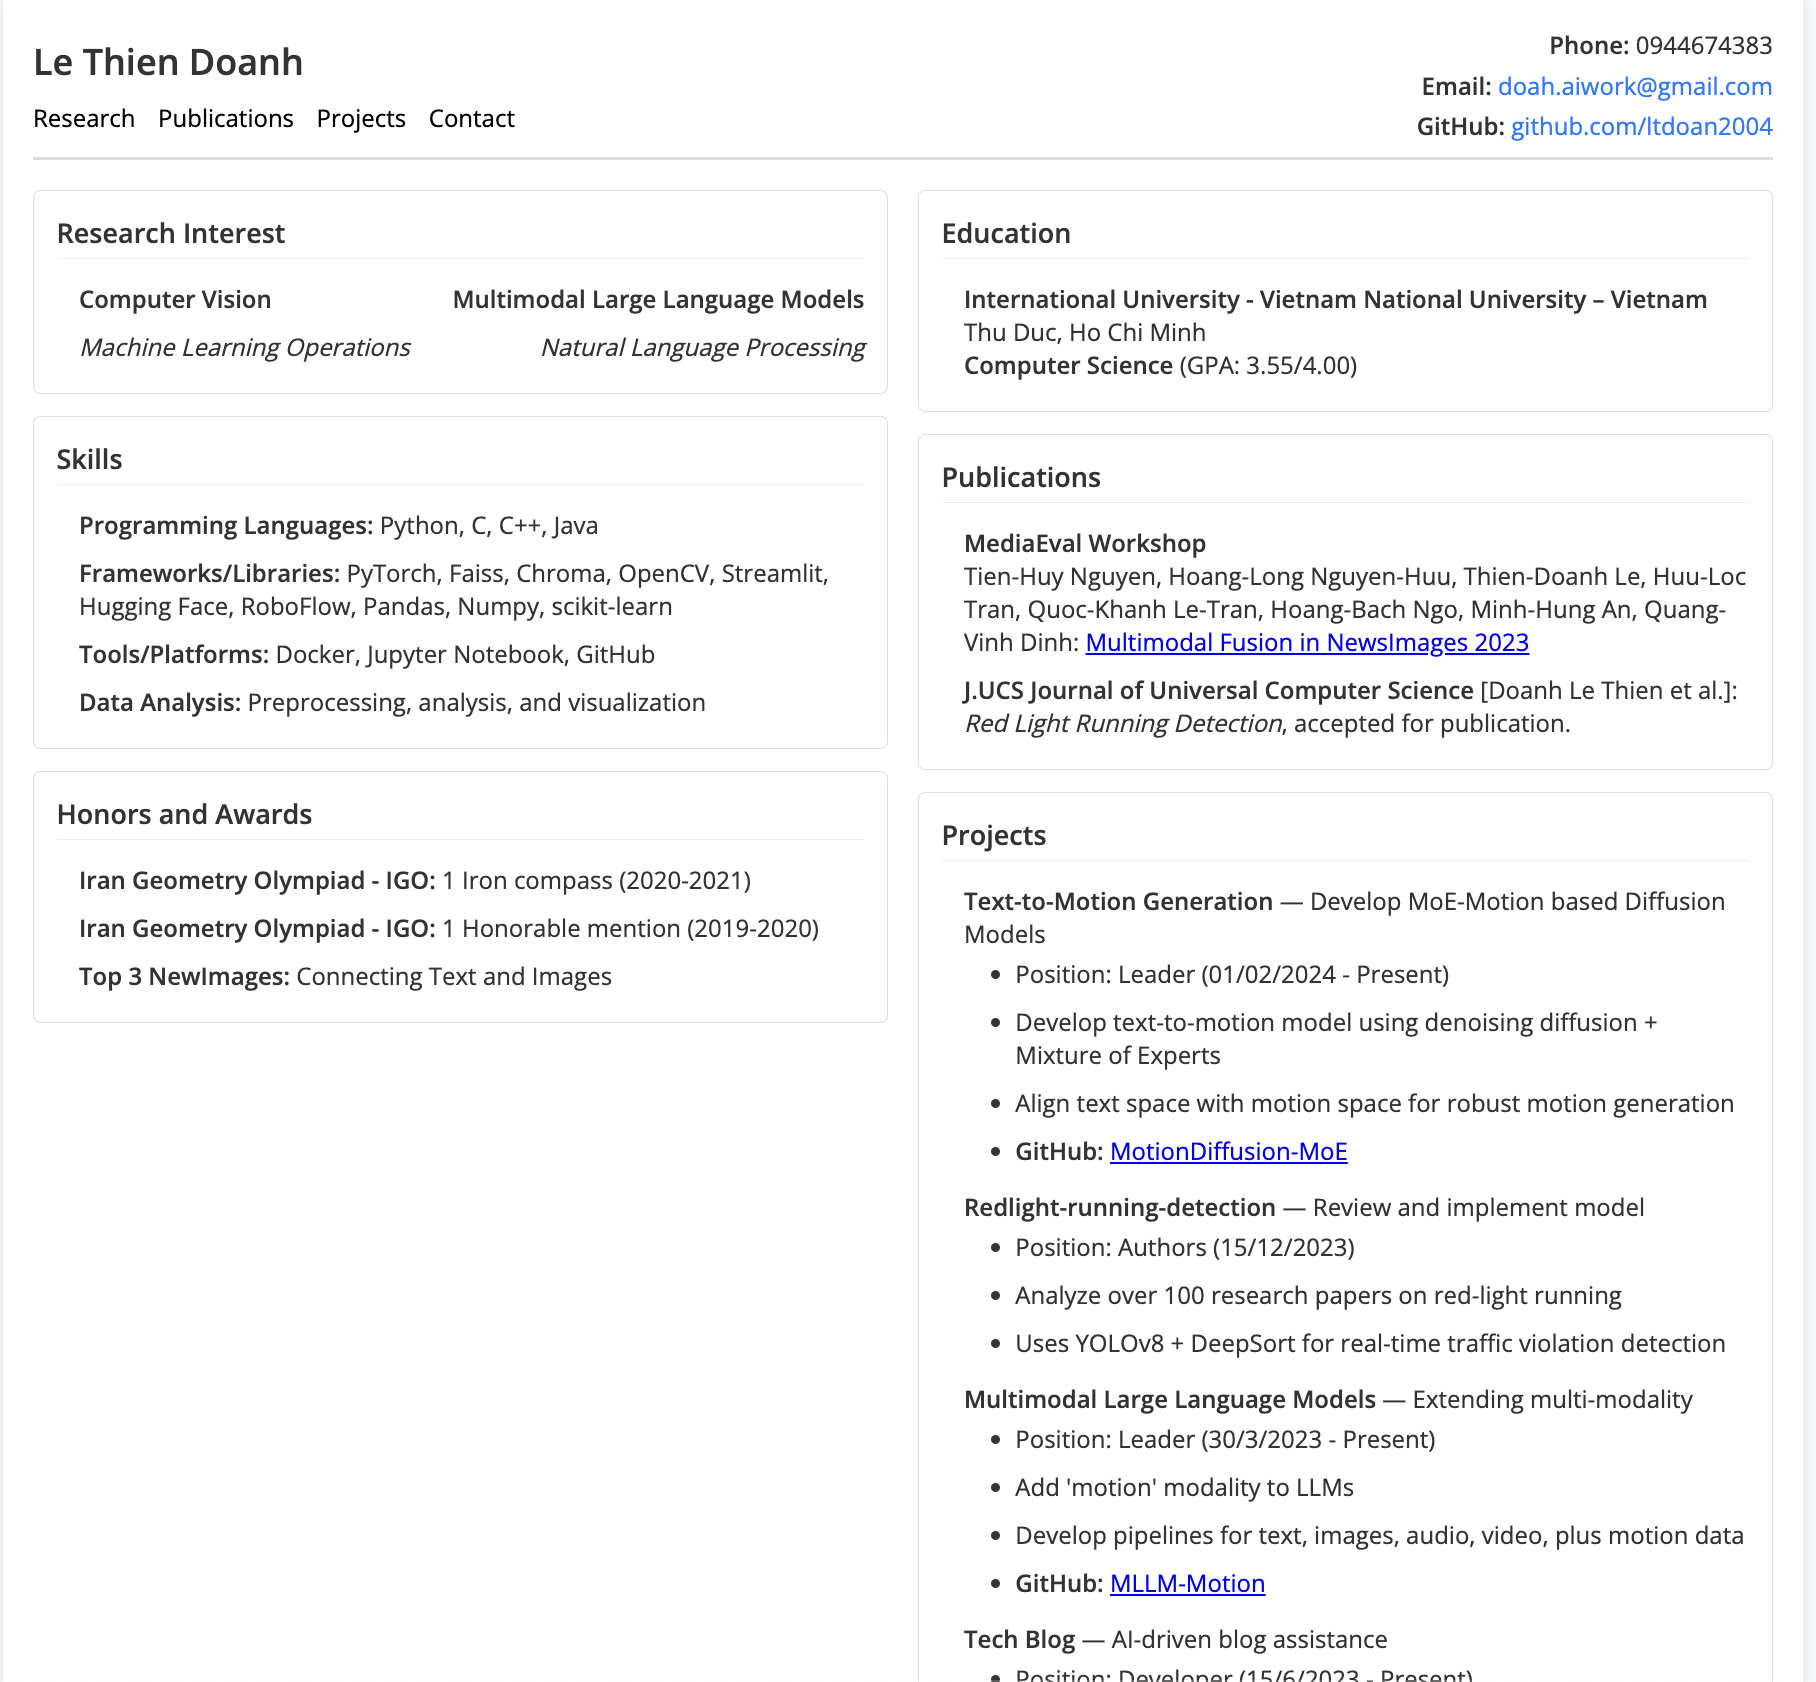 Le Thien Doanh
Research Publications Projects Contact
Phone: 0944674383
Email: doah.aiwork@gmail.com
GitHub: github.com/ltdoan2004
Research Interest
Computer Vision Multimodal Large Language Models
Machine Learning Operations Natural Language Processing
Skills
Programming Languages: Python, C, C++, Java
Frameworks/Libraries: PyTorch, Faiss, Chroma, OpenCV, Streamlit,
Hugging Face, RoboFlow, Pandas, Numpy, scikit-learn
Tools/Platforms: Docker, Jupyter Notebook, GitHub
Data Analysis: Preprocessing, analysis, and visualization
Honors and Awards
Iran Geometry Olympiad - IGO: 1 Iron compass (2020-2021)
Iran Geometry Olympiad - IGO: 1 Honorable mention (2019-2020)
Top 3 NewImages: Connecting Text and Images
Education
International University - Vietnam National University – Vietnam
Thu Duc, Ho Chi Minh
Computer Science (GPA: 3.55/4.00)
Publications
MediaEval Workshop
Tien-Huy Nguyen, Hoang-Long Nguyen-Huu, Thien-Doanh Le, Huu-Loc
Tran, Quoc-Khanh Le-Tran, Hoang-Bach Ngo, Minh-Hung An, Quang-
Vinh Dinh: Multimodal Fusion in NewsImages 2023
J.UCS Journal of Universal Computer Science [Doanh Le Thien et al.]:
Red Light Running Detection, accepted for publication.
Projects
Text-to-Motion Generation — Develop MoE-Motion based Diffusion
Models
• Position: Leader (01/02/2024 - Present)
• Develop text-to-motion model using denoising diffusion +
Mixture of Experts
• Align text space with motion space for robust motion generation
• GitHub: MotionDiffusion-MoE
Redlight-running-detection — Review and implement model
• Position: Authors (15/12/2023)
• Analyze over 100 research papers on red-light running
• Uses YOLOv8 + DeepSort for real-time traffic violation detection
Multimodal Large Language Models — Extending multi-modality
• Position: Leader (30/3/2023 - Present)
• Add 'motion' modality to LLMs
• Develop pipelines for text, images, audio, video, plus motion data
• GitHub: MLLM-Motion
Tech Blog — AI-driven blog assistance
• Position: Developer (15/6/2023 - Present)